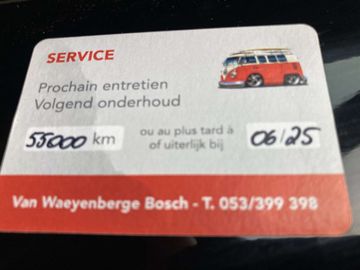 SERVICE
Prochain entretien
Volgend onderhoud
55000 km
ou au plus tard à
of uiterlijk bij
06/25
Van Waeyenberge Bosch - T. 053/399 398